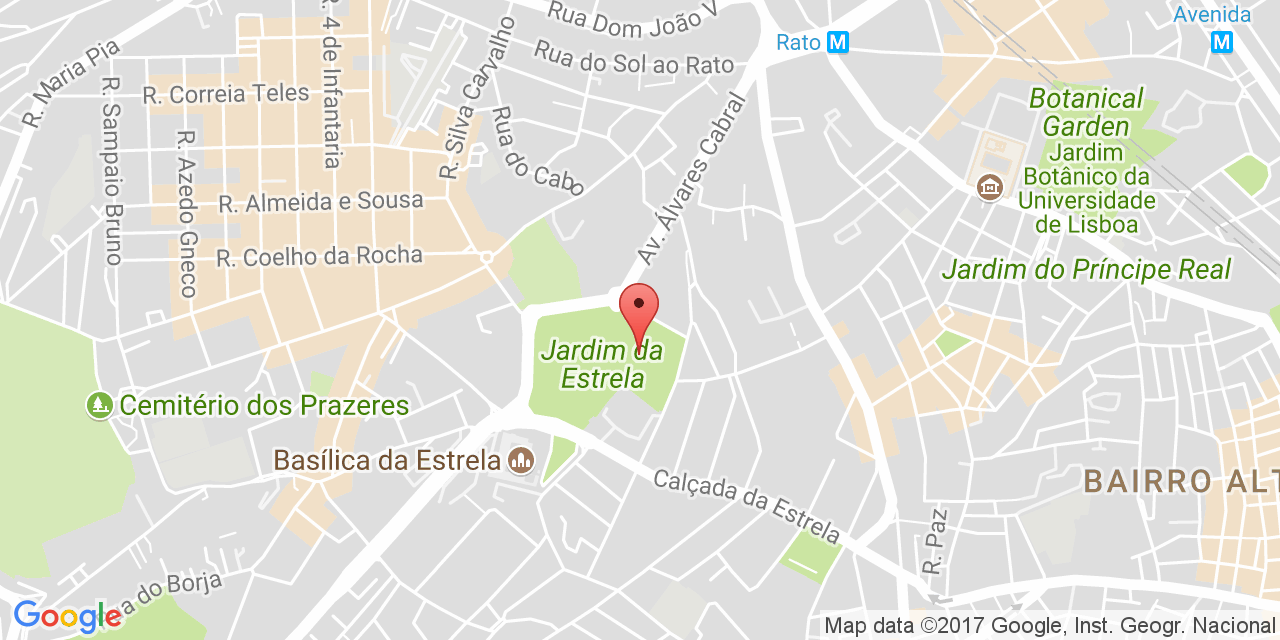 Avenida
M
Rua Dom João V
Rato M
R. Maria Pia
R. 4 de Infantaria
R. Silva Carvalho
Rua do Sol ao Rato
R. Sampaio Bruno
R. Correia Teles
R. Azedo Gneco
Rua do Cabo
Av. Álvares Cabral
Botanical
Garden
Jardim
Botânico da
Universidade
de Lisboa
R. Almeida e Sousa
R. Coelho da Rocha
Jardim do Príncipe Real
Jardim da
Estrela
Cemitério dos Prazeres
Basílica da Estrela
Calçada da Estrela
BAIRRO ALT
R. Paz
a do Borja
Google
Map data ©2017 Google, Inst. Geogr. Nacional